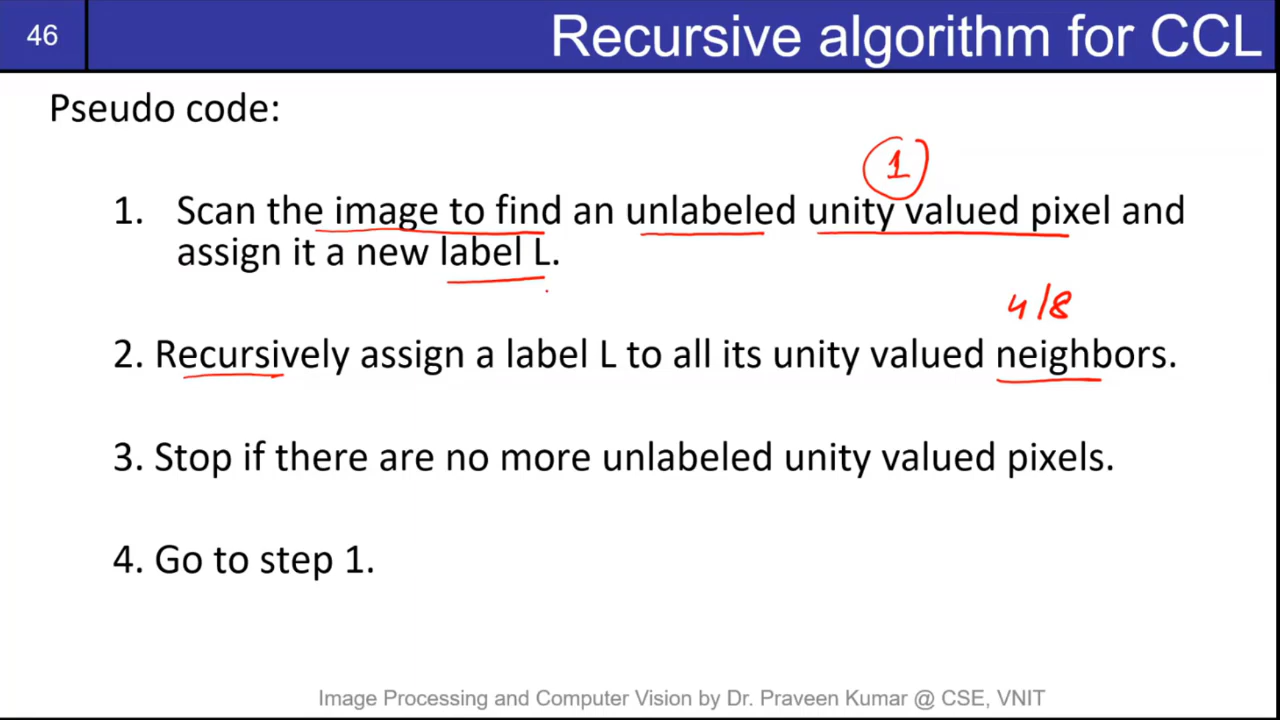 46
Recursive algorithm for CCL
Pseudo code:
1
1. Scan the image to find an unlabeled unity valued pixel and
assign it a new label L.
4/8
2. Recursively assign a label L to all its unity valued neighbors.
3. Stop if there are no more unlabeled unity valued pixels.
4. Go to step 1.
Image Processing and Computer Vision by Dr. Praveen Kumar @ CSE, VNIT